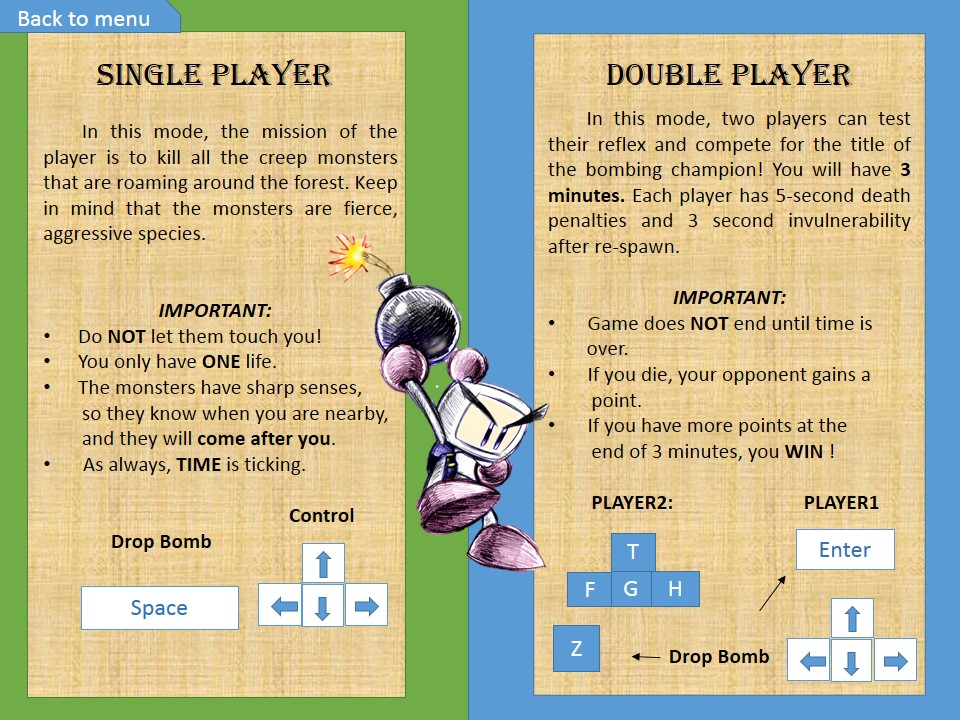 Back to menu
SINGLE PLAYER
In this mode, the mission of the
player is to kill all the creep monsters
that are roaming around the forest. Keep
in mind that the monsters are fierce,
aggressive species.
IMPORTANT:
• Do NOT let them touch you!
• You only have ONE life.
• The monsters have sharp senses,
so they know when you are nearby,
and they will come after you.
• As always, TIME is ticking.
Control
Drop Bomb
Space
DOUBLE PLAYER
In this mode, two players can test
their reflex and compete for the title of
the bombing champion! You will have 3
minutes. Each player has 5-second death
penalties and 3 second invulnerability
after re-spawn.
IMPORTANT:
• Game does NOT end until time is
over.
• If you die, your opponent gains a
point.
• If you have more points at the
end of 3 minutes, you WIN !
PLAYER2: PLAYER1
T
Enter
F G H
Z
Drop Bomb